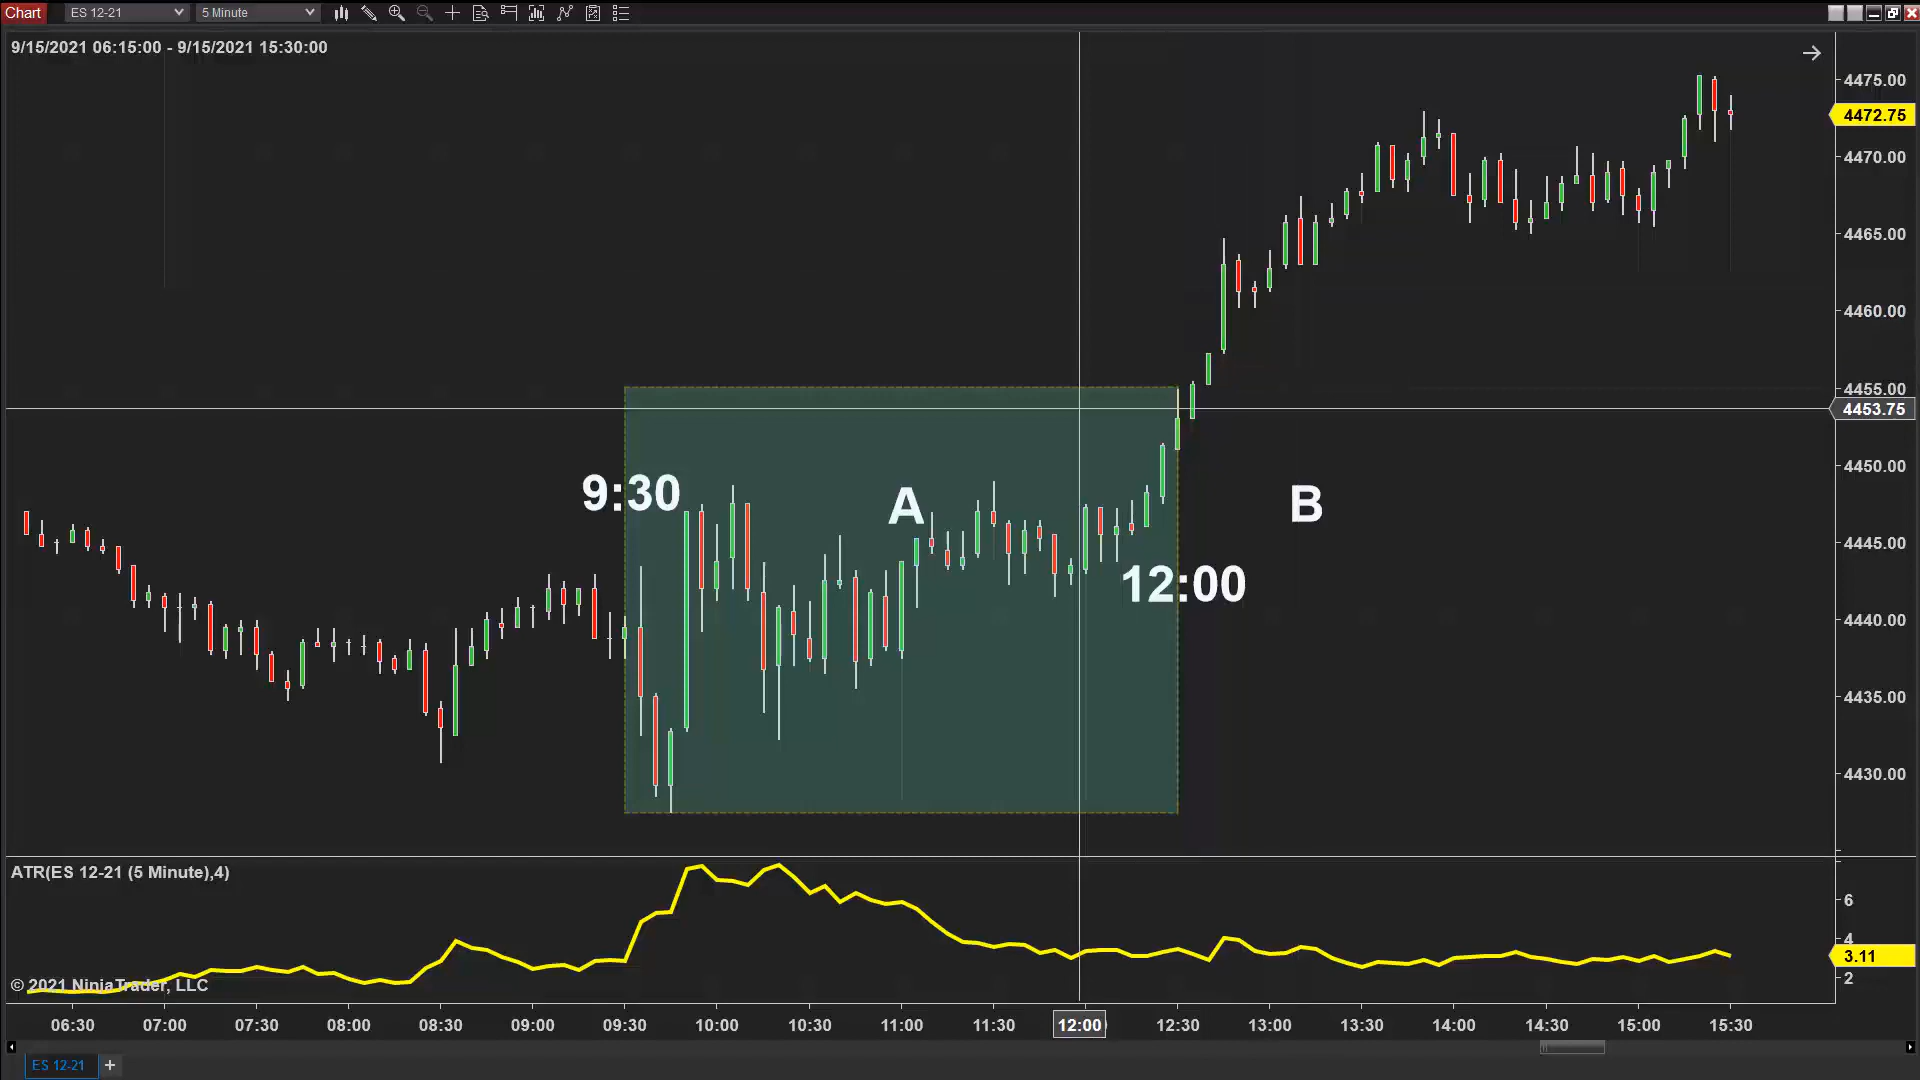 Chart ES 12-21 5 Minute
9/15/2021 06:15:00 - 9/15/2021 15:30:00
4475.00
4472.75
4470.00
4465.00
4460.00
4455.00
4453.75
4450.00
9:30 A B
4445.00
12:00
4440.00
4435.00
4430.00
ATR(ES 12-21 (5 Minute),4)
6
4
3.11
2
© 2021 NinjaTrader, LLC
06:30 07:00 07:30 08:00 08:30 09:00 09:30 10:00 10:30 11:00 11:30 12:00 12:30 13:00 13:30 14:00 14:30 15:00 15:30
ES 12-21 +